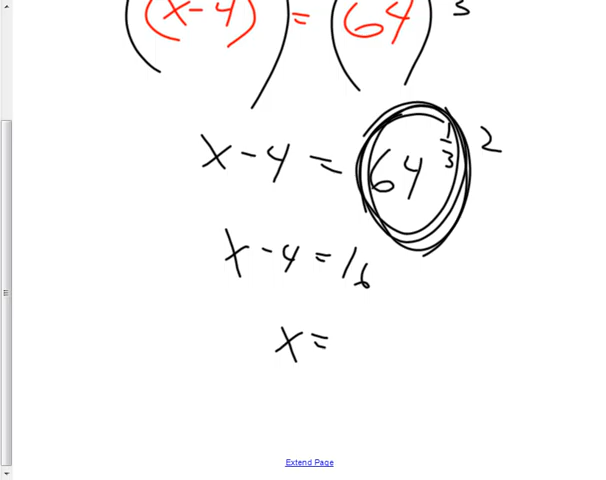 (x-4) = (64)
x-4 = (64^{1/3})^2
x-4=16
x=
Extend Page